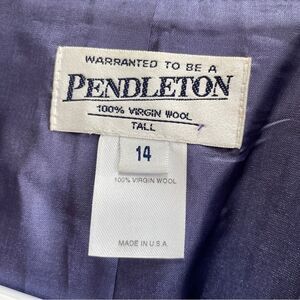 WARRANTED TO BE A
PENDLETON
100% VIRGIN WOOL
TALL
14
100% VIRGIN WOOL
MADE IN U.S.A.